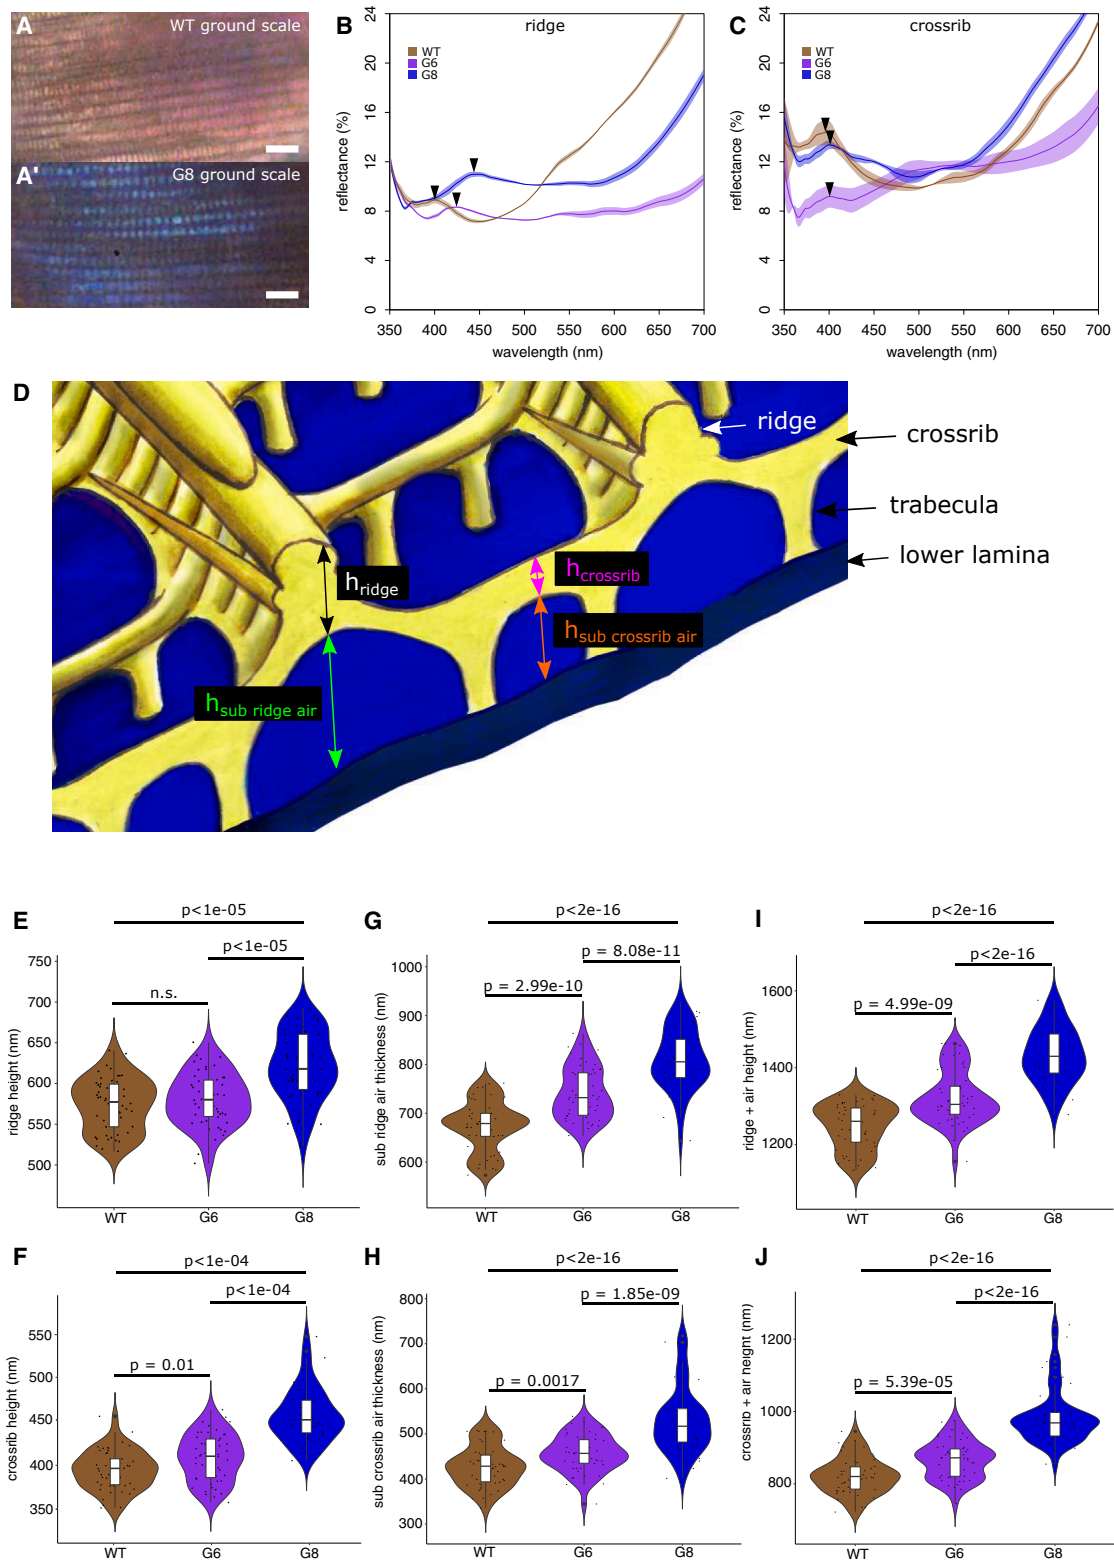 A
WT ground scale
A'
G8 ground scale
B
ridge
WT
G6
G8
reflectance (%)
24
20
16
12
8
4
0
350
400
450
500
550
600
650
700
wavelength (nm)
C
crossrib
WT
G6
G8
reflectance (%)
24
20
16
12
8
4
0
350
400
450
500
550
600
650
700
wavelength (nm)
D
ridge
crossrib
trabecula
lower lamina
hridge
hcrossrib
hsub crossrib air
hsub ridge air
E
p<1e-05
p<1e-05
n.s.
ridge height (nm)
750
700
650
600
550
500
WT
G6
G8
G
p<2e-16
p = 8.08e-11
p = 2.99e-10
sub ridge air thickness (nm)
1000
900
800
700
600
WT
G6
G8
I
p<2e-16
p<2e-16
p = 4.99e-09
ridge + air height (nm)
1600
1400
1200
WT
G6
G8
F
p<1e-04
p<1e-04
p = 0.01
crossrib height (nm)
550
500
450
400
350
WT
G6
G8
H
p<2e-16
p = 1.85e-09
p = 0.0017
sub crossrib air thickness (nm)
800
700
600
500
400
300
WT
G6
G8
J
p<2e-16
p<2e-16
p = 5.39e-05
crossrib + air height (nm)
1200
1000
800
WT
G6
G8